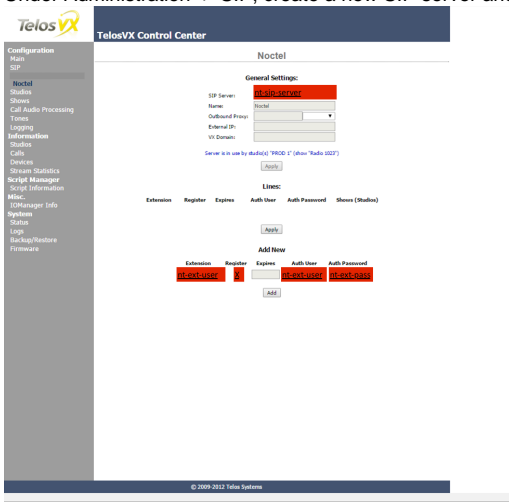 Telos VX
TelosVX Control Center
Configuration
Main
SIP
Noctel
Studios
Shows
Call Audio Processing
Tones
Logging
Information
Studios
Calls
Devices
Stream Statistics
Script Manager
Script Information
Misc.
IOManager Info
System
Status
Logs
Backup/Restore
Firmware
Noctel
General Settings:
SIP Server: nt-sip-server
Name: Noctel
Outbound Proxy:
External IP:
VX Domain:
Server is in use by studio(s) "PROD 1" (show "Radio 1023")
Apply
Lines:
Extension Register Expires Auth User Auth Password Shows (Studios)
Apply
Add New
Extension Register Expires Auth User Auth Password
nt-ext-user X nt-ext-user nt-ext-pass
Add
© 2009-2012 Telos Systems